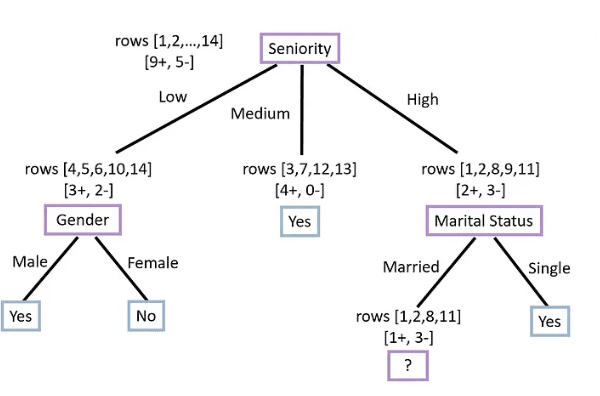 rows [1,2,...,14]
[9+, 5-]
Seniority
Low
Medium
High
rows [4,5,6,10,14]
[3+, 2-]
Gender
rows [3,7,12,13]
[4+, 0-]
Yes
rows [1,2,8,9,11]
[2+, 3-]
Marital Status
Male
Female
Yes
No
Married
Single
rows [1,2,8,11]
[1+, 3-]
?
Yes